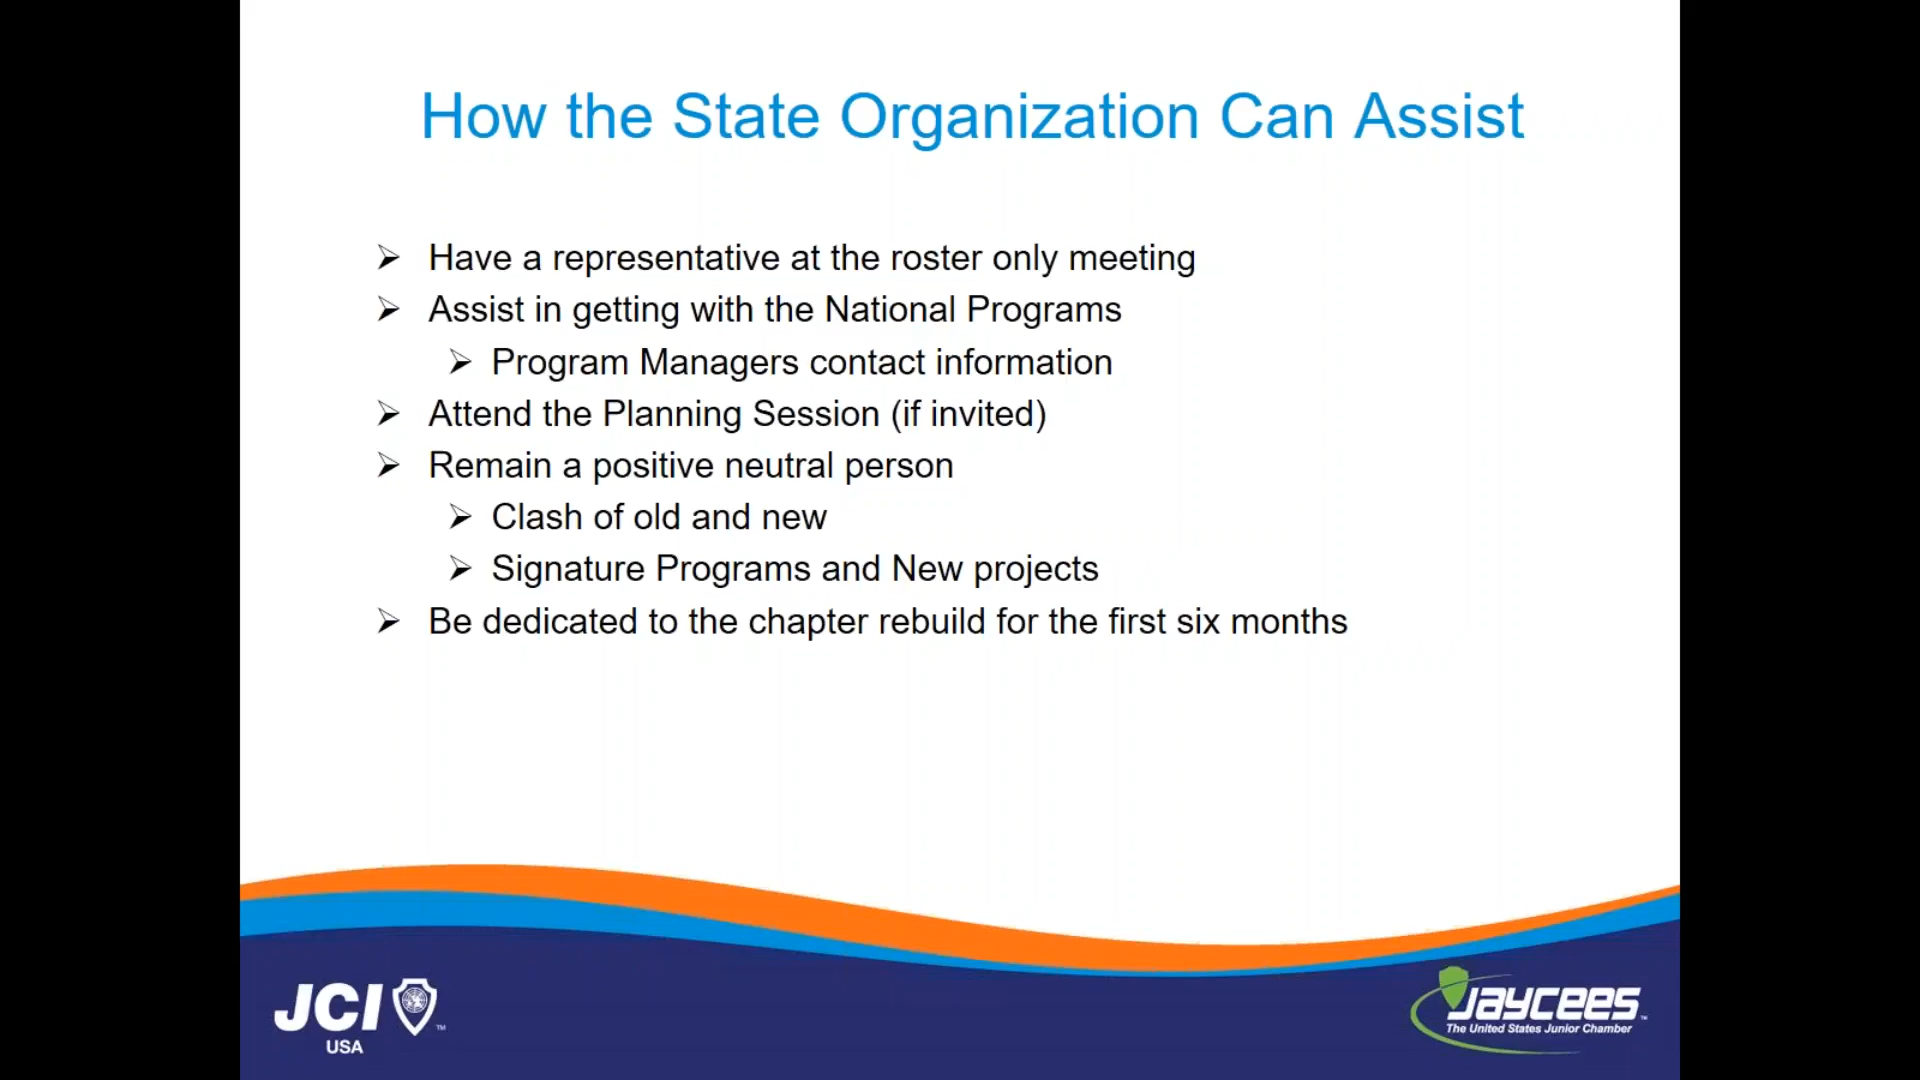 How the State Organization Can Assist
➢ Have a representative at the roster only meeting
➢ Assist in getting with the National Programs
➢ Program Managers contact information
➢ Attend the Planning Session (if invited)
➢ Remain a positive neutral person
➢ Clash of old and new
➢ Signature Programs and New projects
➢ Be dedicated to the chapter rebuild for the first six months
JCI ™
USA
Jaycees ™
The United States Junior Chamber